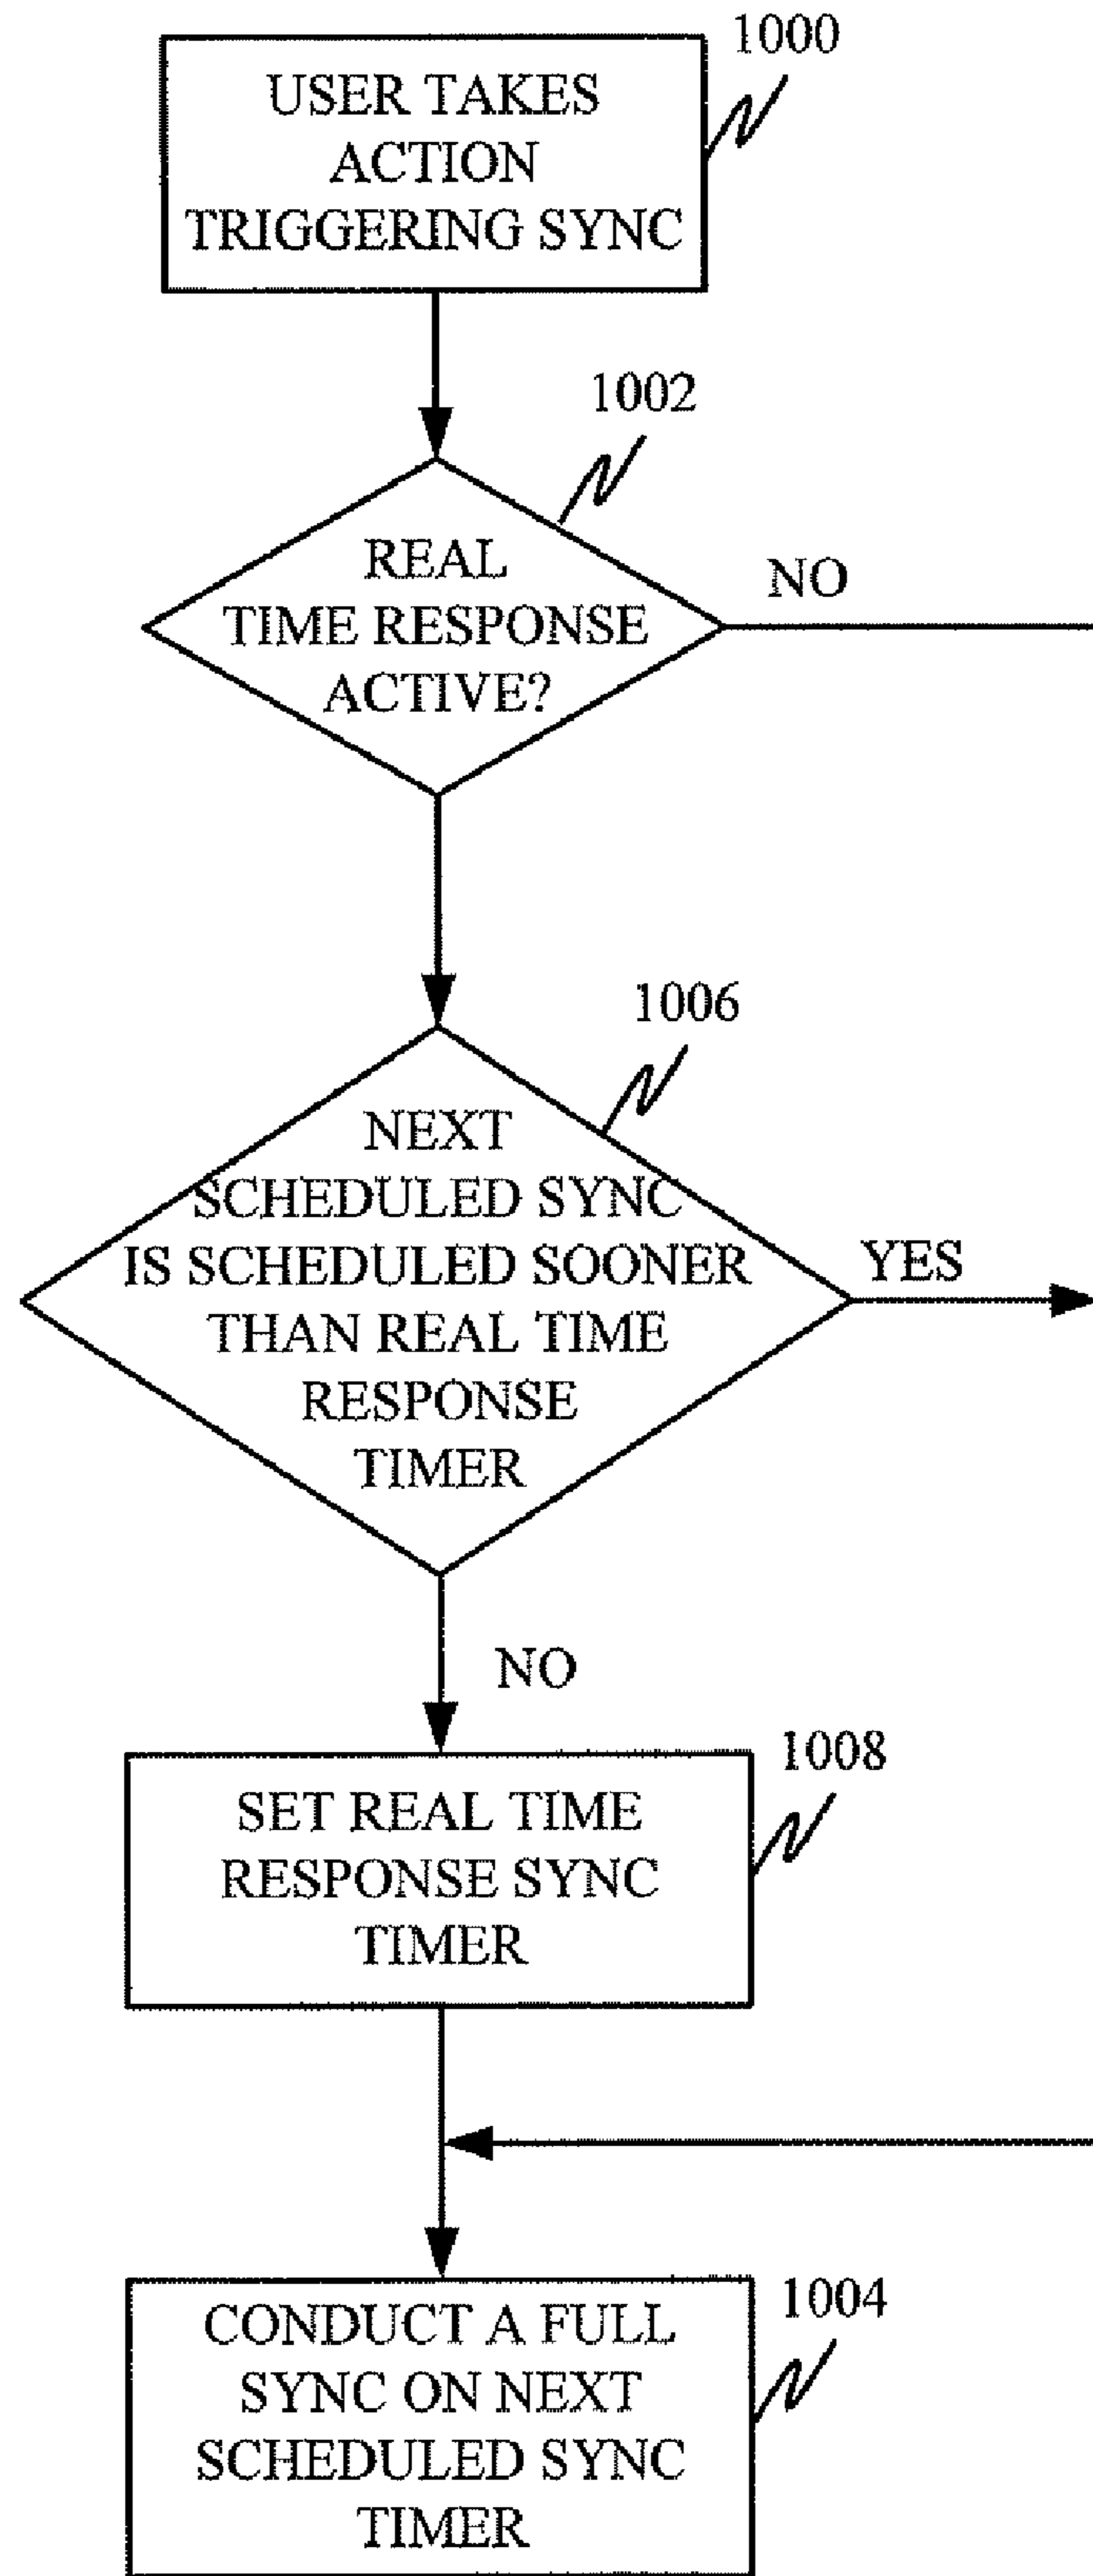 1000
USER TAKES
ACTION
TRIGGERING SYNC
1002
REAL
TIME RESPONSE
ACTIVE?
NO
1006
NEXT
SCHEDULED SYNC
IS SCHEDULED SOONER
THAN REAL TIME
RESPONSE
TIMER
YES
NO
1008
SET REAL TIME
RESPONSE SYNC
TIMER
1004
CONDUCT A FULL
SYNC ON NEXT
SCHEDULED SYNC
TIMER